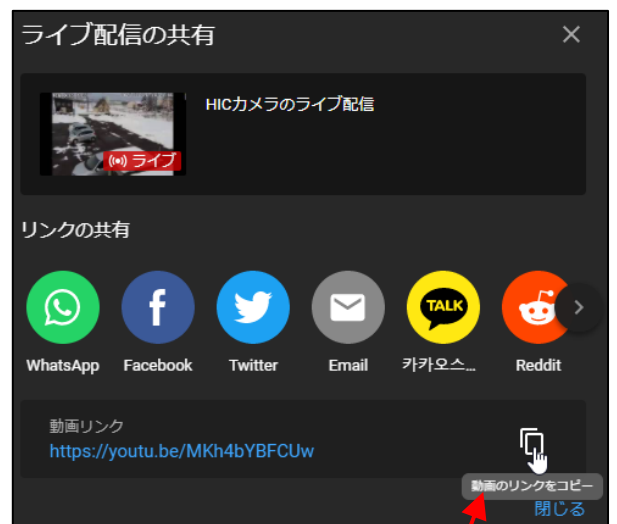 ライブ配信の共有
HICカメラのライブ配信
ライブ
リンクの共有
TALK
WhatsApp
Facebook
Twitter
Email
카카오스...
Reddit
動画リンク
https://youtu.be/MKh4bYBFCUw
動画のリンクをコピー
閉じる